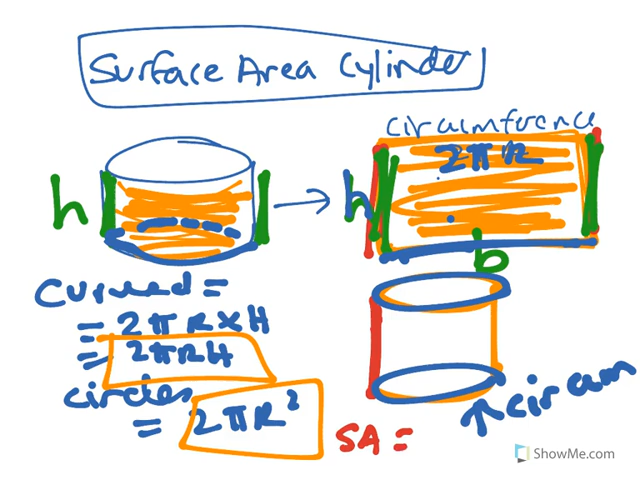 Surface Area Cylinder
circumference
2πR
h
h
b
Curved =
= 2πR×H
= 2πRH
circles
= 2πR²
↑circum
SA =
ShowMe.com